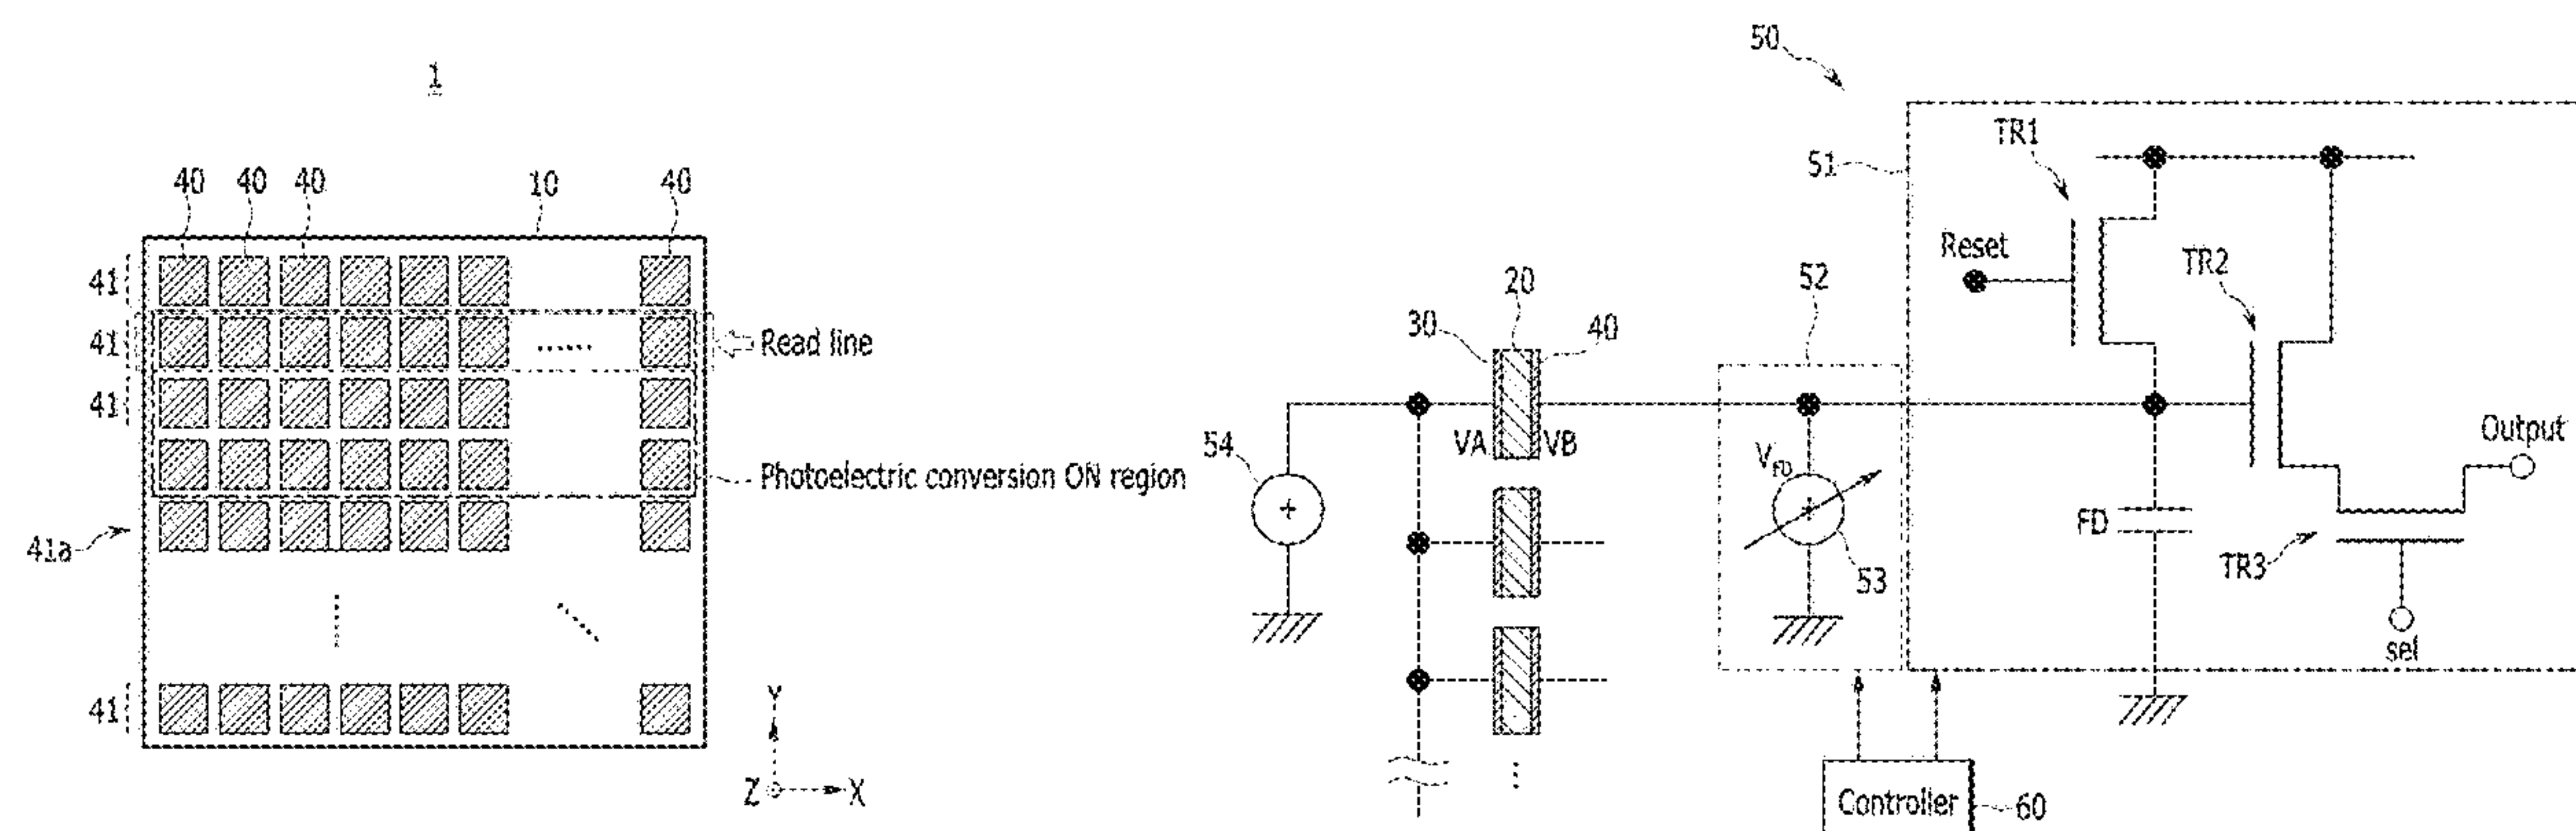 1
40 40 40 10 40
41
41
Read line
41
Photoelectric conversion ON region
41a
41
Y
Z X
50
TR1
51
Reset
TR2
52
20
30
40
VA VB
54
VFD
53
FD
Output
TR3
sel
Controller
60